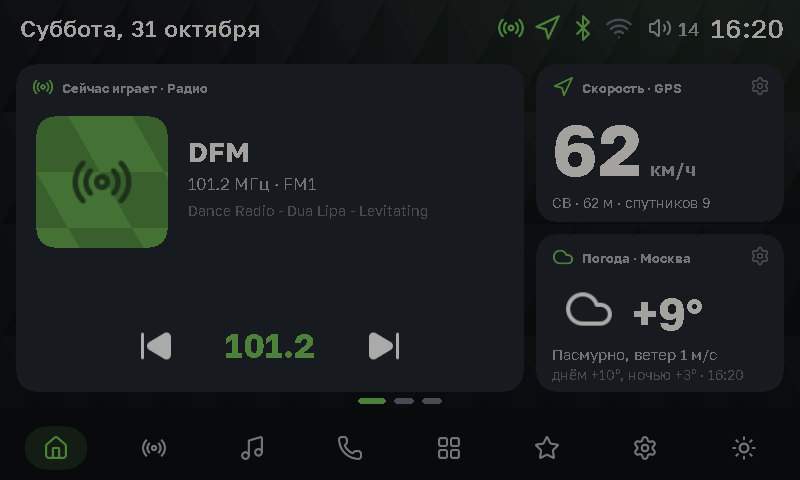 Суббота, 31 октября
14 16:20
Сейчас играет · Радио
DFM
101.2 МГц · FM1
Dance Radio - Dua Lipa - Levitating
101.2
Скорость · GPS
62 км/ч
СВ · 62 м · спутников 9
Погода · Москва
+9°
Пасмурно, ветер 1 м/с
днём +10°, ночью +3° · 16:20